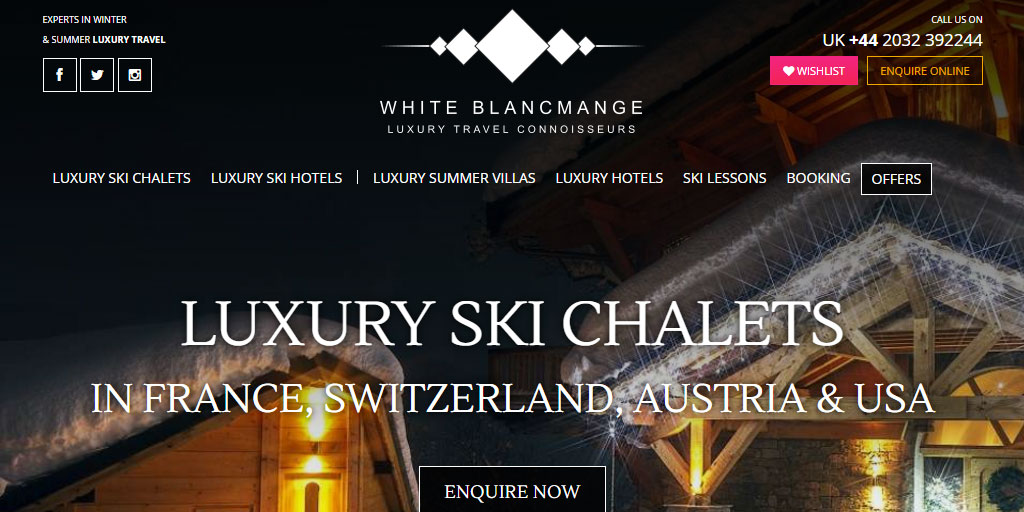 EXPERTS IN WINTER
& SUMMER LUXURY TRAVEL
WHITE BLANCMANGE
LUXURY TRAVEL CONNOISSEURS
CALL US ON
UK +44 2032 392244
WISHLIST
ENQUIRE ONLINE
LUXURY SKI CHALETS LUXURY SKI HOTELS | LUXURY SUMMER VILLAS LUXURY HOTELS SKI LESSONS BOOKING OFFERS
LUXURY SKI CHALETS
IN FRANCE, SWITZERLAND, AUSTRIA & USA
ENQUIRE NOW